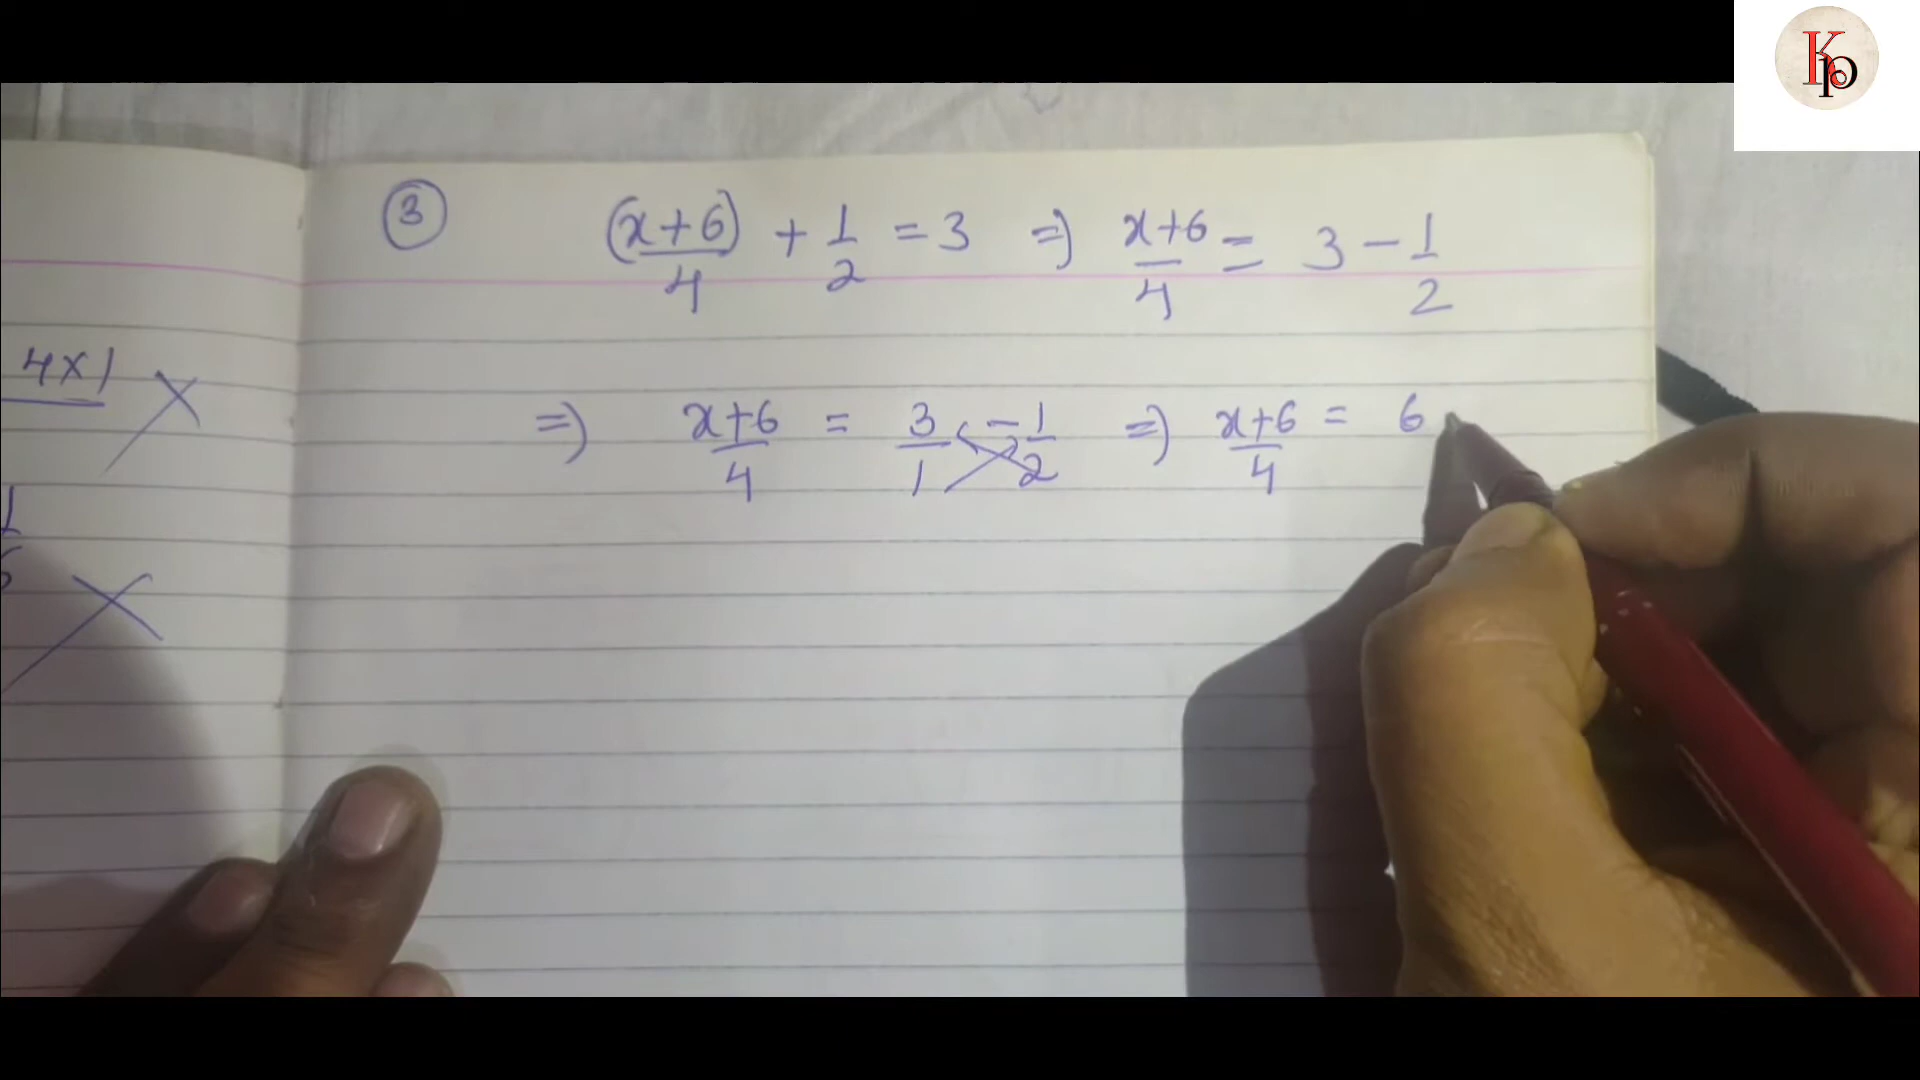 Kp
③ (x+6)/4 + 1/2 = 3 ⇒ x+6/4 = 3 - 1/2
4×1
⇒ x+6/4 = 3/1 - 1/2 ⇒ x+6/4 = 6